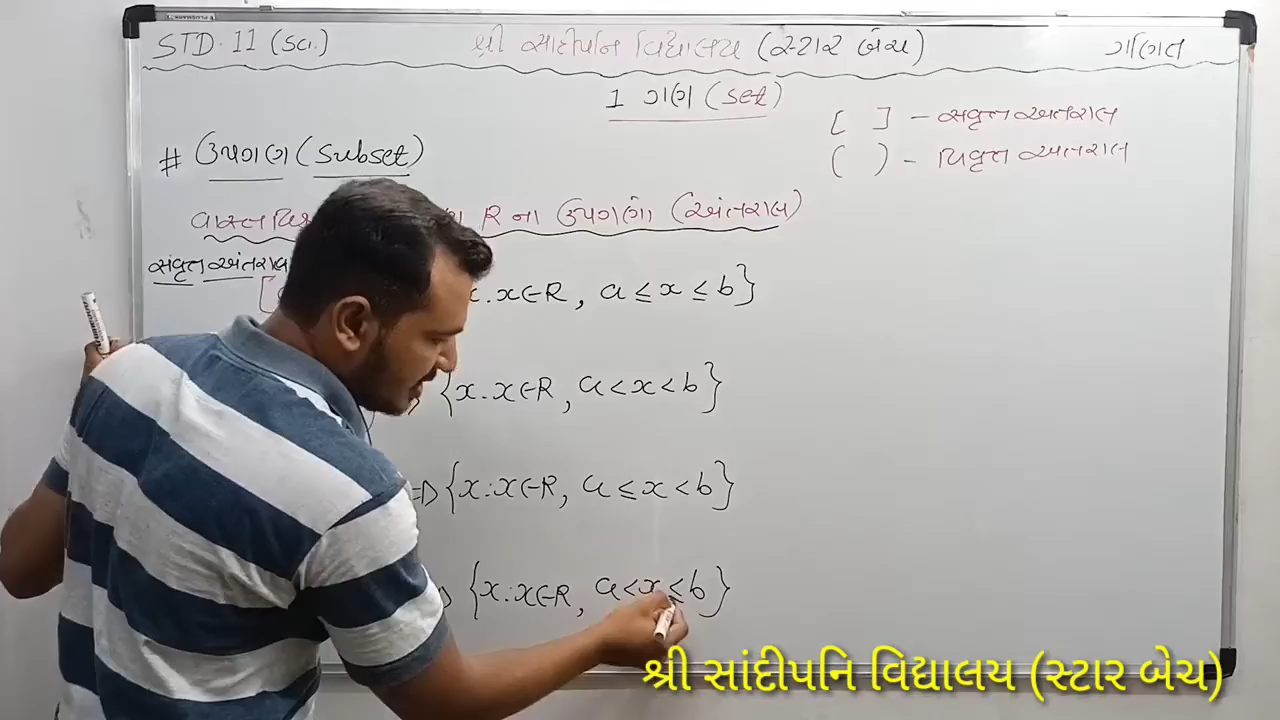 STD-11 (Sci.)
શ્રી સાંદીપનિ વિદ્યાલય (સ્ટાર બેચ)
ગણિત
1 ગણ (Set)
[ ] - સંવૃત્ત અંતરાલ
( ) - વિવૃત્ત અંતરાલ
# ઉપગણ (Subset)
R ના ઉપગણો (અંતરાલ)
સંવૃત્ત અંતરાલ
[
x : x ∈ R, a ≤ x ≤ b}
{x : x ∈ R, a < x < b}
⇒ {x : x ∈ R, a ≤ x < b}
{x : x ∈ R, a < x ≤ b}
શ્રી સાંદીપનિ વિદ્યાલય (સ્ટાર બેચ)